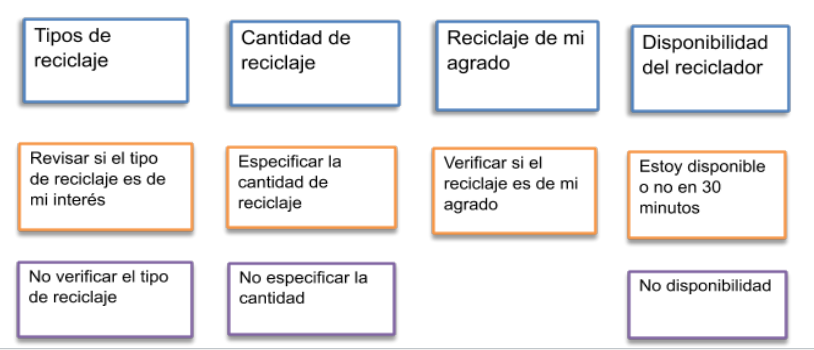 Tipos de
reciclaje
Cantidad de
reciclaje
Reciclaje de mi
agrado
Disponibilidad
del reciclador
Revisar si el tipo
de reciclaje es de
mi interés
Especificar la
cantidad de
reciclaje
Verificar si el
reciclaje es de mi
agrado
Estoy disponible
o no en 30
minutos
No verificar el tipo
de reciclaje
No especificar la
cantidad
No disponibilidad